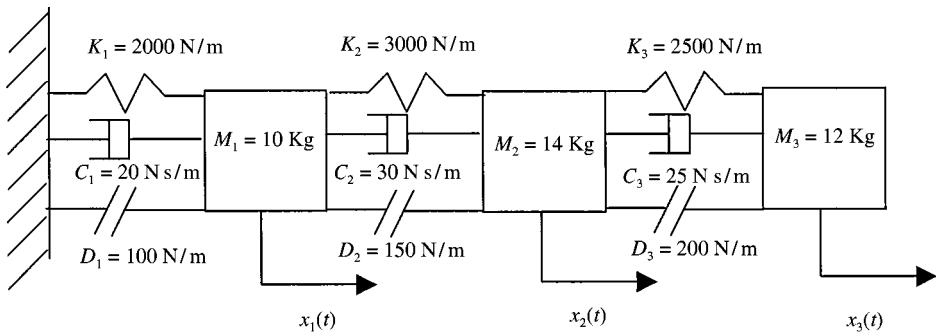 K₁ = 2000 N/m
K₂ = 3000 N/m
K₃ = 2500 N/m
M₁ = 10 Kg
M₂ = 14 Kg
M₃ = 12 Kg
C₁ = 20 N s/m
C₂ = 30 N s/m
C₃ = 25 N s/m
D₁ = 100 N/m
D₂ = 150 N/m
D₃ = 200 N/m
x₁(t)
x₂(t)
x₃(t)